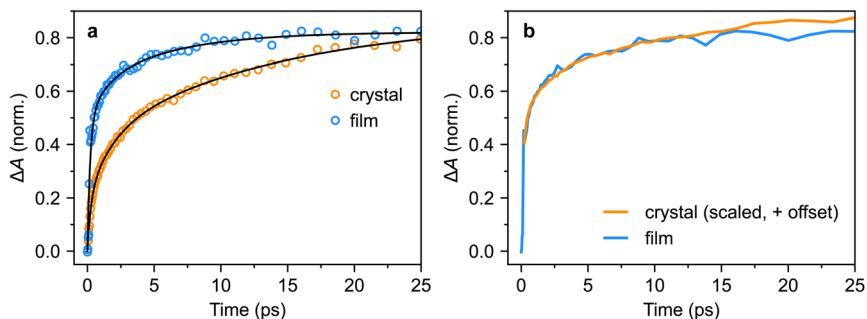 a
0.8
0.6
0.4
0.2
0.0
ΔA (norm.)
crystal
film
0 5 10 15 20 25
Time (ps)
b
0.8
0.6
0.4
0.2
0.0
ΔA (norm.)
crystal (scaled, + offset)
film
0 5 10 15 20 25
Time (ps)